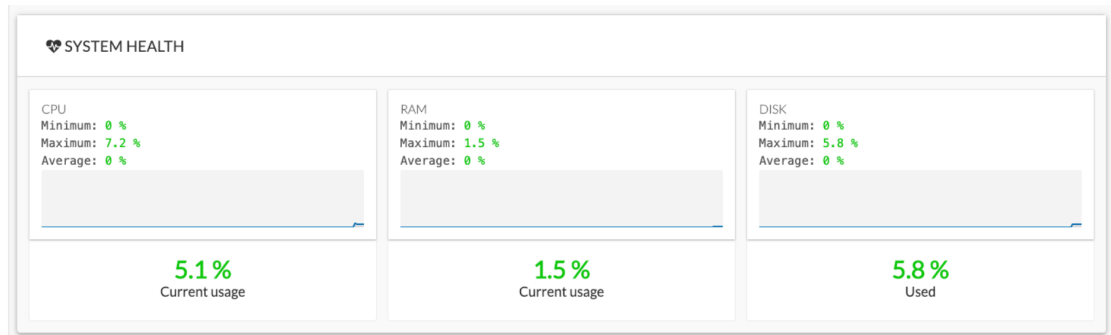 SYSTEM HEALTH
CPU
Minimum: 0 %
Maximum: 7.2 %
Average: 0 %
5.1 %
Current usage
RAM
Minimum: 0 %
Maximum: 1.5 %
Average: 0 %
1.5 %
Current usage
DISK
Minimum: 0 %
Maximum: 5.8 %
Average: 0 %
5.8 %
Used